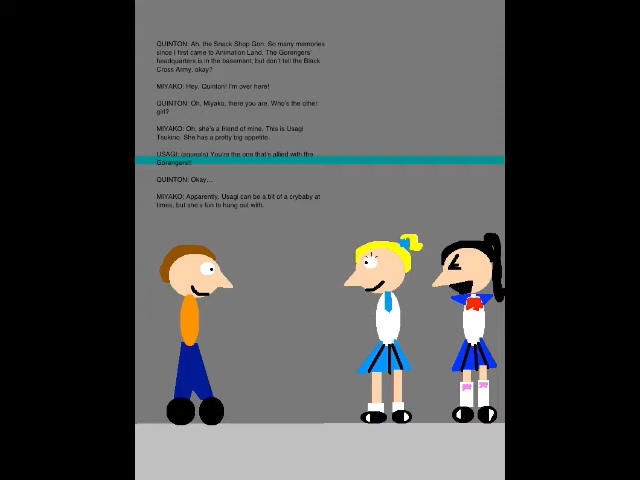 QUINTON: Ah, the Snack Shop Gon. So many memories
since I first came to Animation Land. The Gorengers'
headquarters is in the basement, but don't tell the Black
Cross Army, okay?
MIYAKO: Hey, Quinton! I'm over here!
QUINTON: Oh, Miyako, there you are. Who's the other
girl?
MIYAKO: Oh, she's a friend of mine. This is Usagi
Tsukino. She has a pretty big appetite.
USAGI: (squeals) You're the one that's allied with the
Gorengers!!
QUINTON: Okay...
MIYAKO: Apparently, Usagi can be a bit of a crybaby at
times, but she's fun to hang out with.